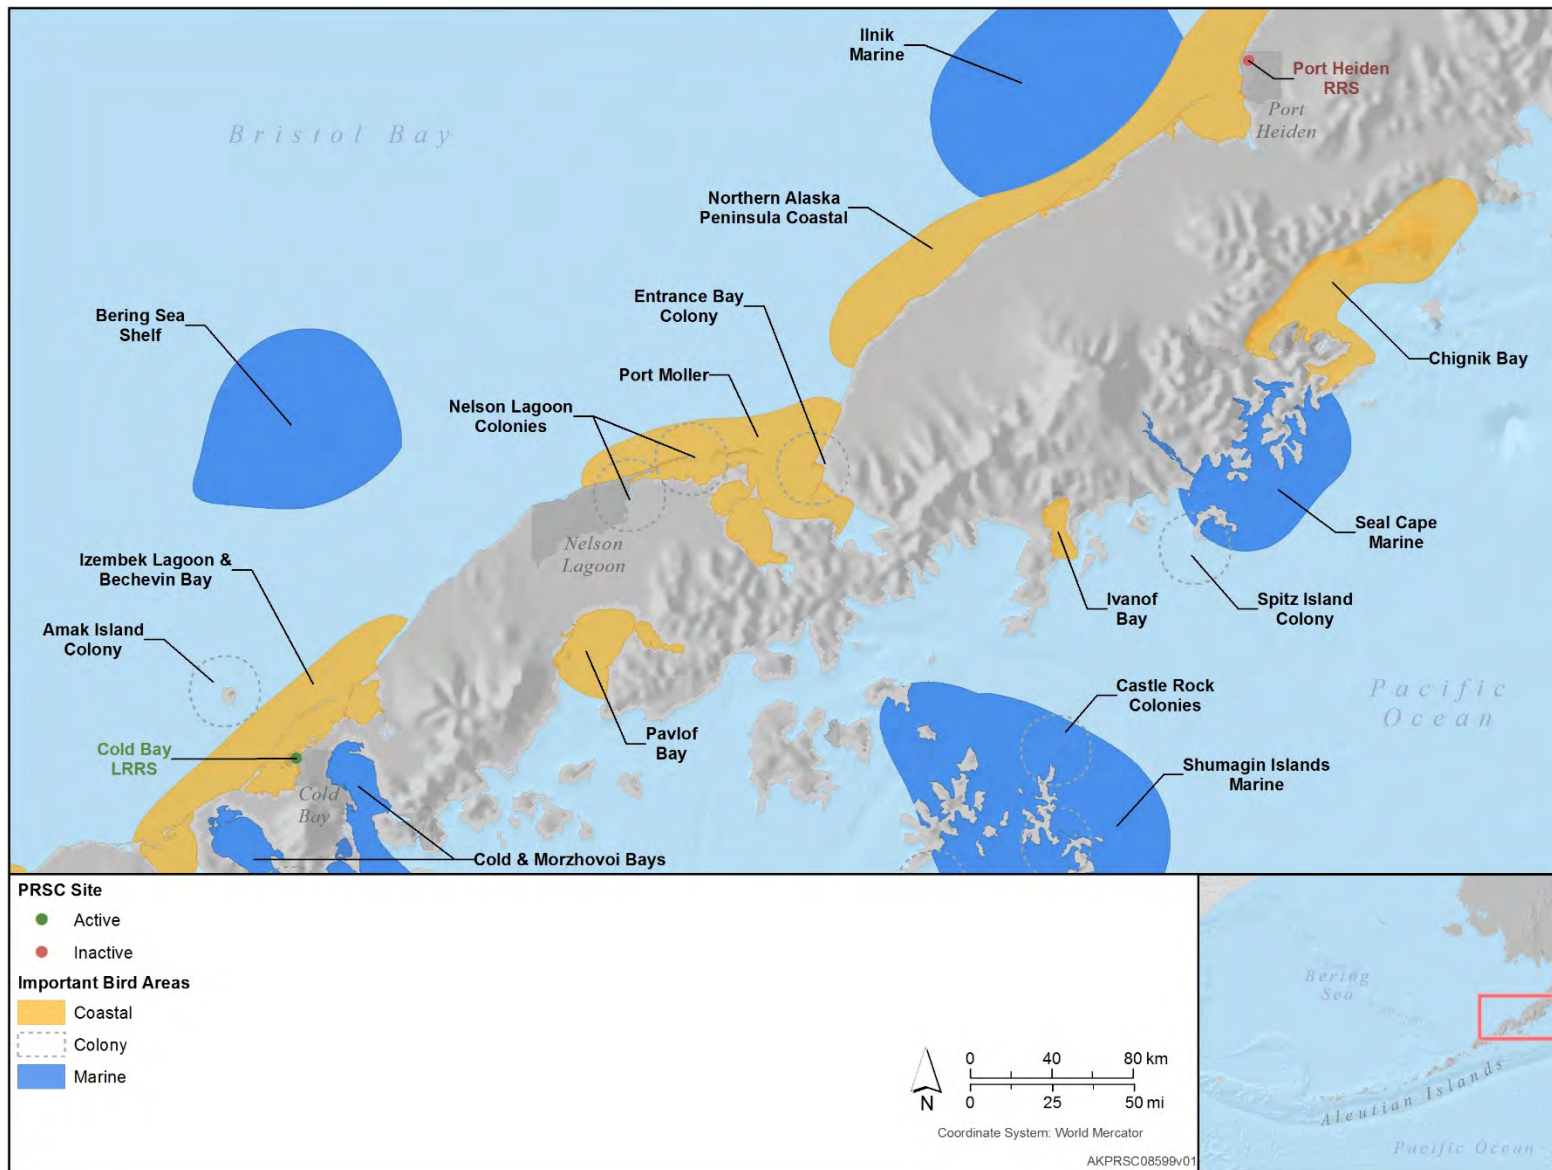 Ilnik
Marine
Port Heiden
RRS
Port
Heiden
Bristol Bay
Northern Alaska
Peninsula Coastal
Entrance Bay
Colony
Bering Sea
Shelf
Chignik Bay
Port Moller
Nelson Lagoon
Colonies
Seal Cape
Marine
Nelson
Lagoon
Izembek Lagoon &
Bechevin Bay
Ivanof
Bay
Spitz Island
Colony
Amak Island
Colony
Castle Rock
Colonies
Pacific
Ocean
Pavlof
Bay
Cold Bay
LRRS
Shumagin Islands
Marine
Cold
Bay
Cold & Morzhovoi Bays
PRSC Site
Active
Inactive
Important Bird Areas
Coastal
Colony
Marine
N
0 40 80 km
0 25 50 mi
Coordinate System: World Mercator
AKPRSC08599v01
Bering
Sea
Aleutian Islands
Pacific Ocean